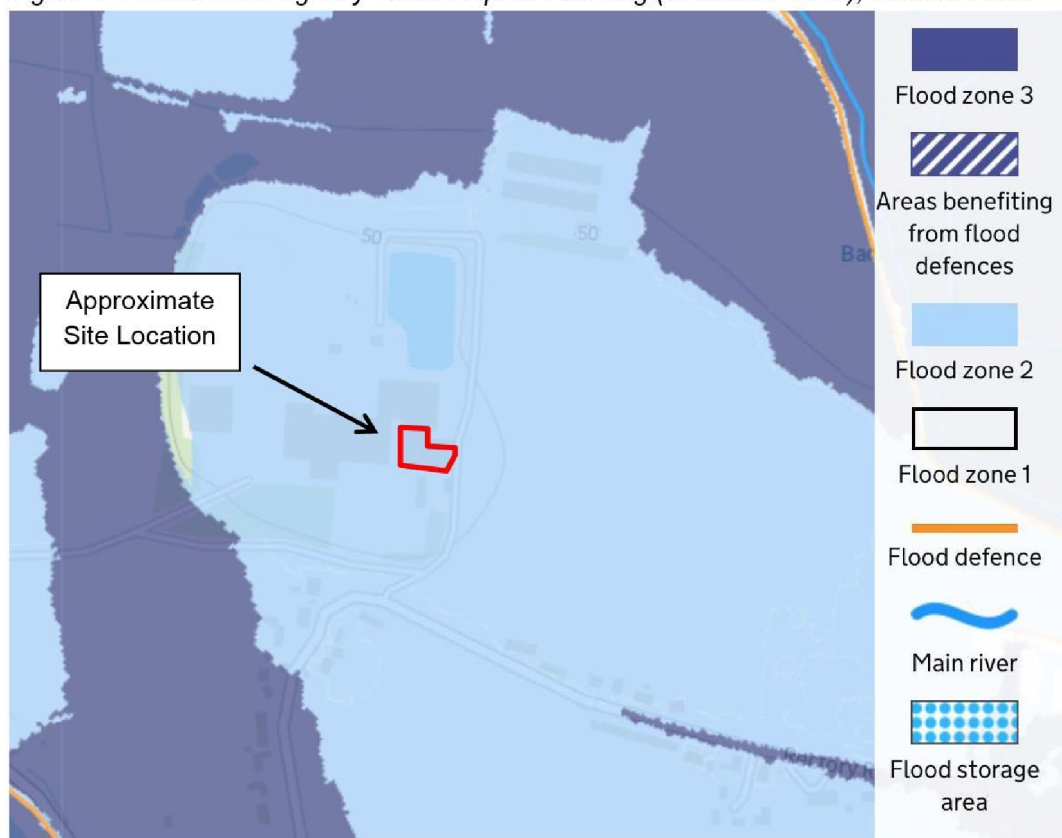 50
50
Approximate
Site Location
Flood zone 3
Areas benefiting
from flood
defences
Flood zone 2
Flood zone 1
Flood defence
Main river
Flood storage
area